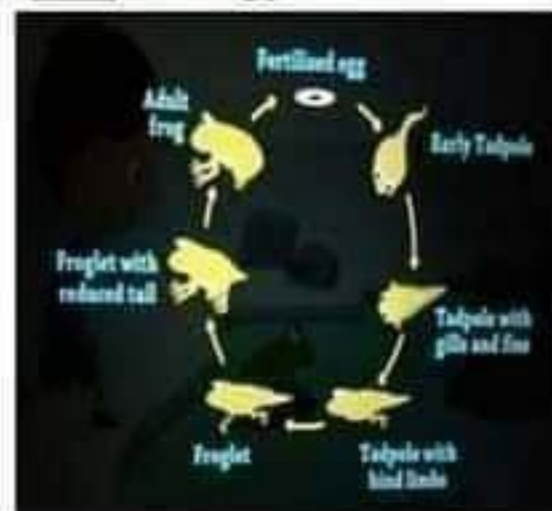 Fertilized egg
Adult
frog
Early Tadpole
Froglet with
reduced tail
Tadpole with
gills and fins
Froglet
Tadpole with
hind limbs